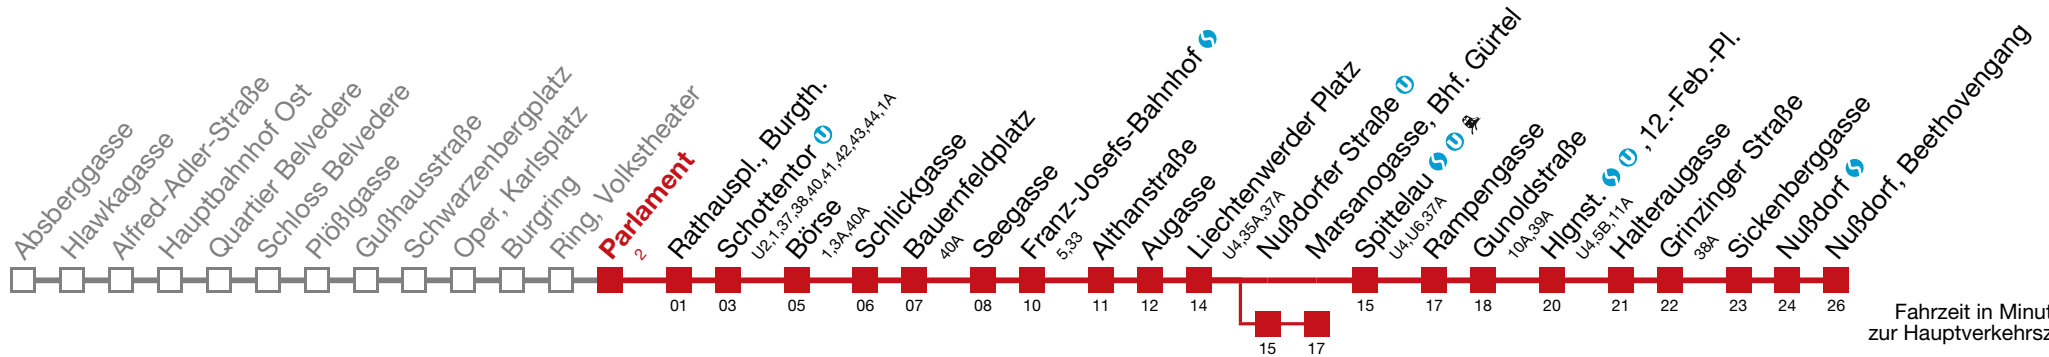 Absberggasse
Hlawkagasse
Alfred-Adler-Straße
Hauptbahnhof Ost
Quartier Belvedere
Schloss Belvedere
Plößlgasse
Gußhausstraße
Schwarzenbergplatz
Oper, Karlsplatz
Burgring
Ring, Volkstheater
Parlament
2
Rathauspl., Burgth.
Schottentor U
U2,1,37,38,40,41,42,43,44,1A
Börse
1,3A,40A
Schlickgasse
Bauernfeldplatz
40A
Seegasse
Franz-Josefs-Bahnhof S
5,33
Althanstraße
Augasse
Liechtenwerder Platz
U4,35A,37A
Nußdorfer Straße U
Marsanogasse, Bhf. Gürtel
Spittelau S U
U4,U6,37A
Rampengasse
Gunoldstraße
10A,39A
Hlgnst. S U , 12.-Feb.-Pl.
U4,5B,11A
Halteraugasse
Grinzinger Straße
38A
Sickenberggasse
Nußdorf S
Nußdorf, Beethovengang
01 03 05 06 07 08 10 11 12 14 15 17 18 20 21 22 23 24 26
15 17
Fahrzeit in Minut
zur Hauptverkehrsz